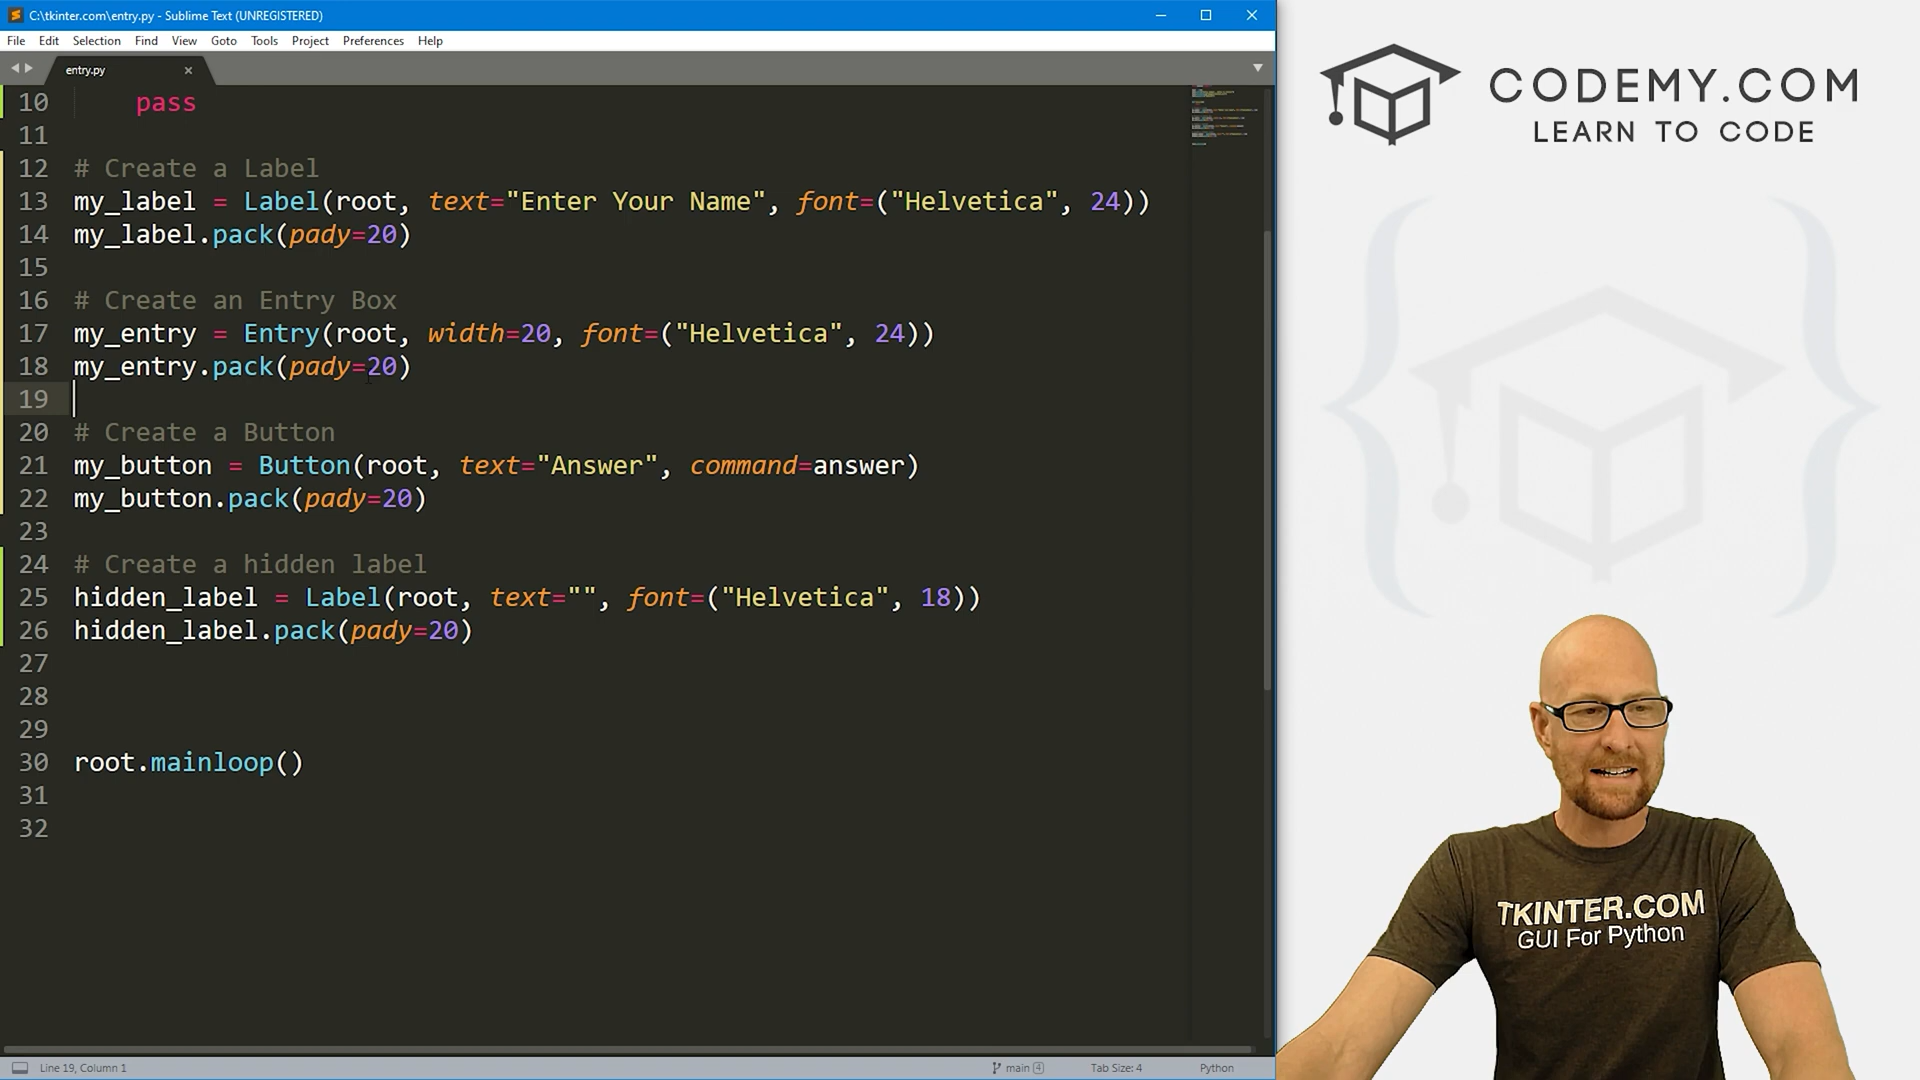 C:\tkinter.com\entry.py - Sublime Text (UNREGISTERED)
File Edit Selection Find View Goto Tools Project Preferences Help
entry.py
10 pass
11
12 # Create a Label
13 my_label = Label(root, text="Enter Your Name", font=("Helvetica", 24))
14 my_label.pack(pady=20)
15
16 # Create an Entry Box
17 my_entry = Entry(root, width=20, font=("Helvetica", 24))
18 my_entry.pack(pady=20)
19
20 # Create a Button
21 my_button = Button(root, text="Answer", command=answer)
22 my_button.pack(pady=20)
23
24 # Create a hidden label
25 hidden_label = Label(root, text="", font=("Helvetica", 18))
26 hidden_label.pack(pady=20)
27
28
29
30 root.mainloop()
31
32
Line 19, Column 1
main 4
Tab Size: 4
Python
CODEMY.COM
LEARN TO CODE
TKINTER.COM
GUI For Python